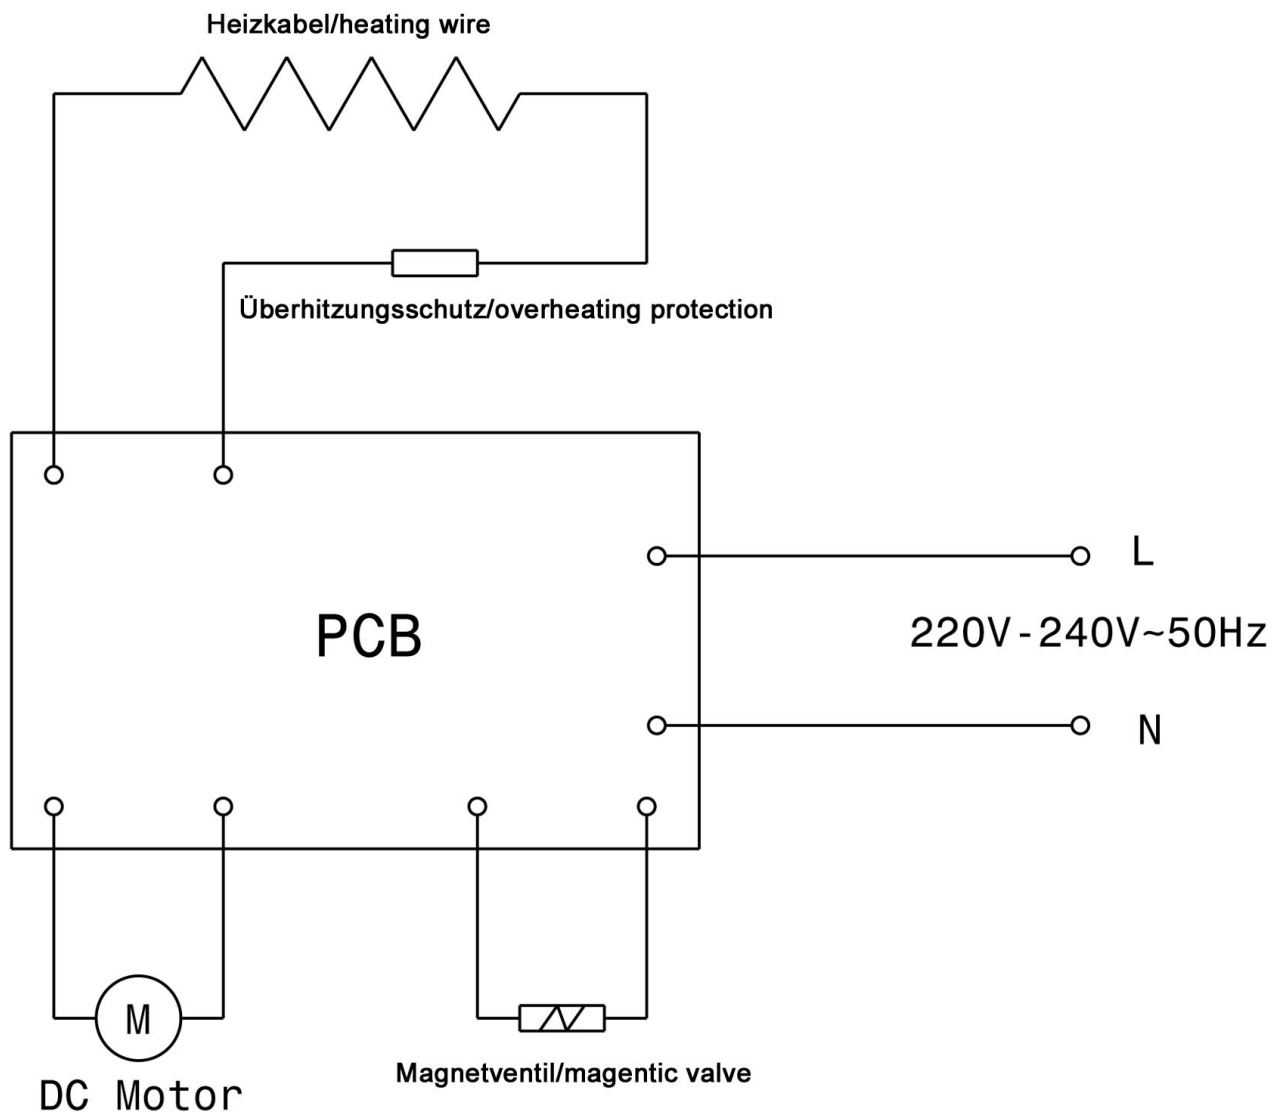 Heizkabel/heating wire
Überhitzungsschutz/overheating protection
L
PCB
220V-240V~50Hz
N
M
DC Motor
Magnetventil/magentic valve